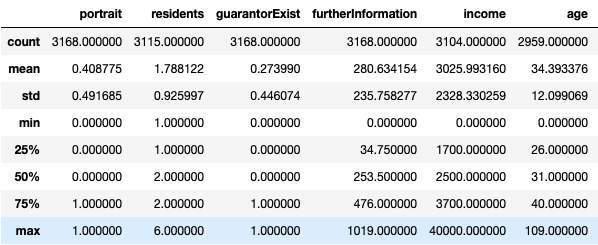 portrait residents guarantorExist furtherInformation income age
count 3168.000000 3115.000000 3168.000000 3168.000000 3104.000000 2959.000000
mean 0.408775 1.788122 0.273990 280.634154 3025.993160 34.393376
std 0.491685 0.925997 0.446074 235.758277 2328.330259 12.099069
min 0.000000 1.000000 0.000000 0.000000 0.000000 0.000000
25% 0.000000 1.000000 0.000000 34.750000 1700.000000 26.000000
50% 0.000000 2.000000 0.000000 253.500000 2500.000000 31.000000
75% 1.000000 2.000000 1.000000 476.000000 3700.000000 40.000000
max 1.000000 6.000000 1.000000 1019.000000 40000.000000 109.000000